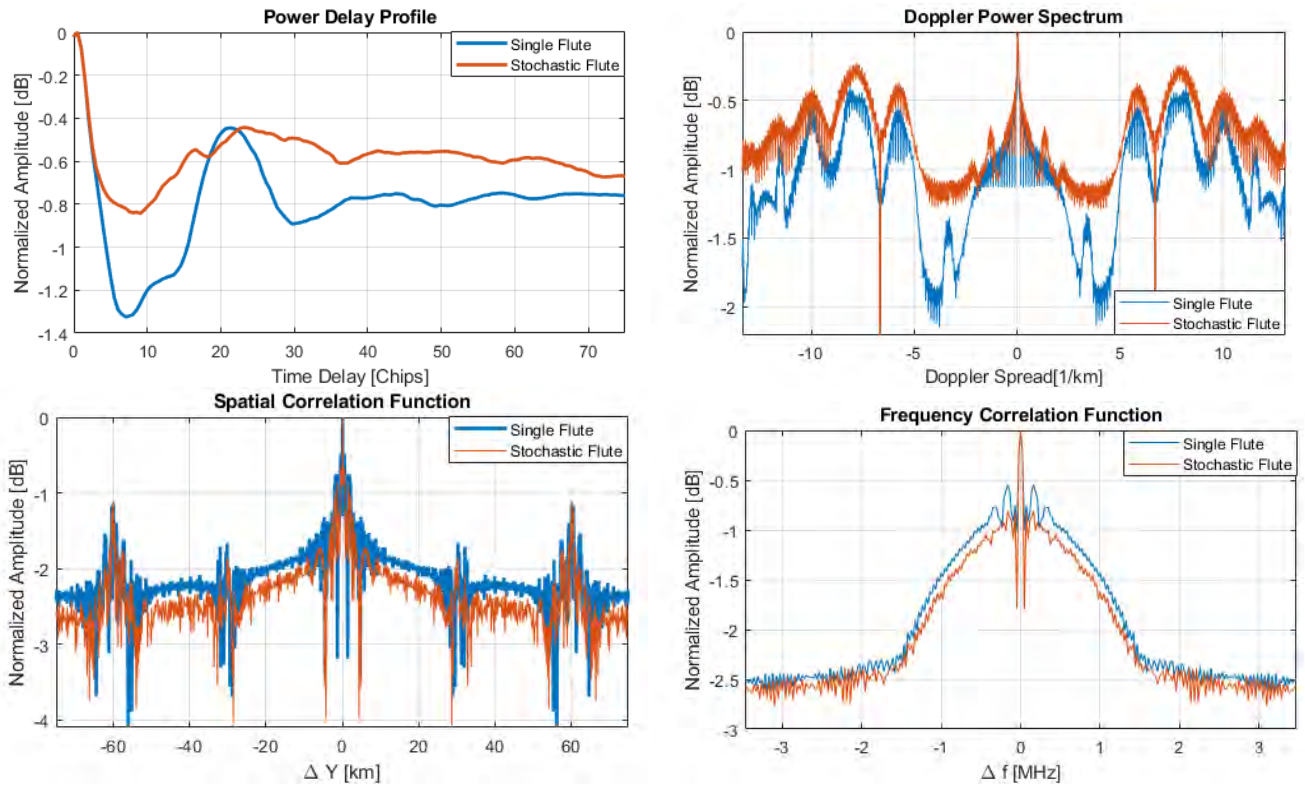 Power Delay Profile
0
-0.2
-0.4
-0.6
-0.8
-1
-1.2
-1.4
Normalized Amplitude [dB]
Single Flute
Stochastic Flute
0 10 20 30 40 50 60 70
Time Delay [Chips]
Doppler Power Spectrum
0
-0.5
-1
-1.5
-2
Normalized Amplitude [dB]
Single Flute
Stochastic Flute
-10 -5 0 5 10
Doppler Spread[1/km]
Spatial Correlation Function
0
-1
-2
-3
-4
Normalized Amplitude [dB]
Single Flute
Stochastic Flute
-60 -40 -20 0 20 40 60
Δ Y [km]
Frequency Correlation Function
0
-0.5
-1
-1.5
-2
-2.5
-3
Normalized Amplitude [dB]
Single Flute
Stochastic Flute
-3 -2 -1 0 1 2 3
Δ f [MHz]